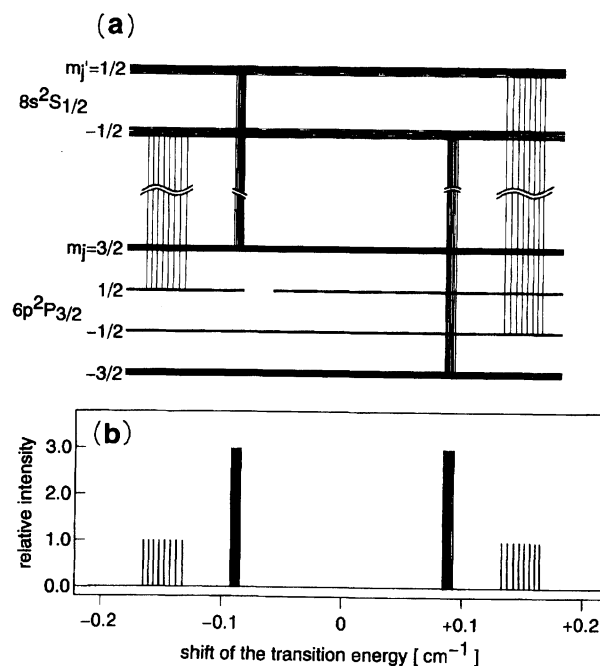 (a)
mj'=1/2
8s²S1/2
-1/2
mj=3/2
1/2
6p²P3/2
-1/2
-3/2
(b)
relative intensity
3.0
2.0
1.0
0.0
-0.2
-0.1
0
+0.1
+0.2
shift of the transition energy [ cm⁻¹ ]